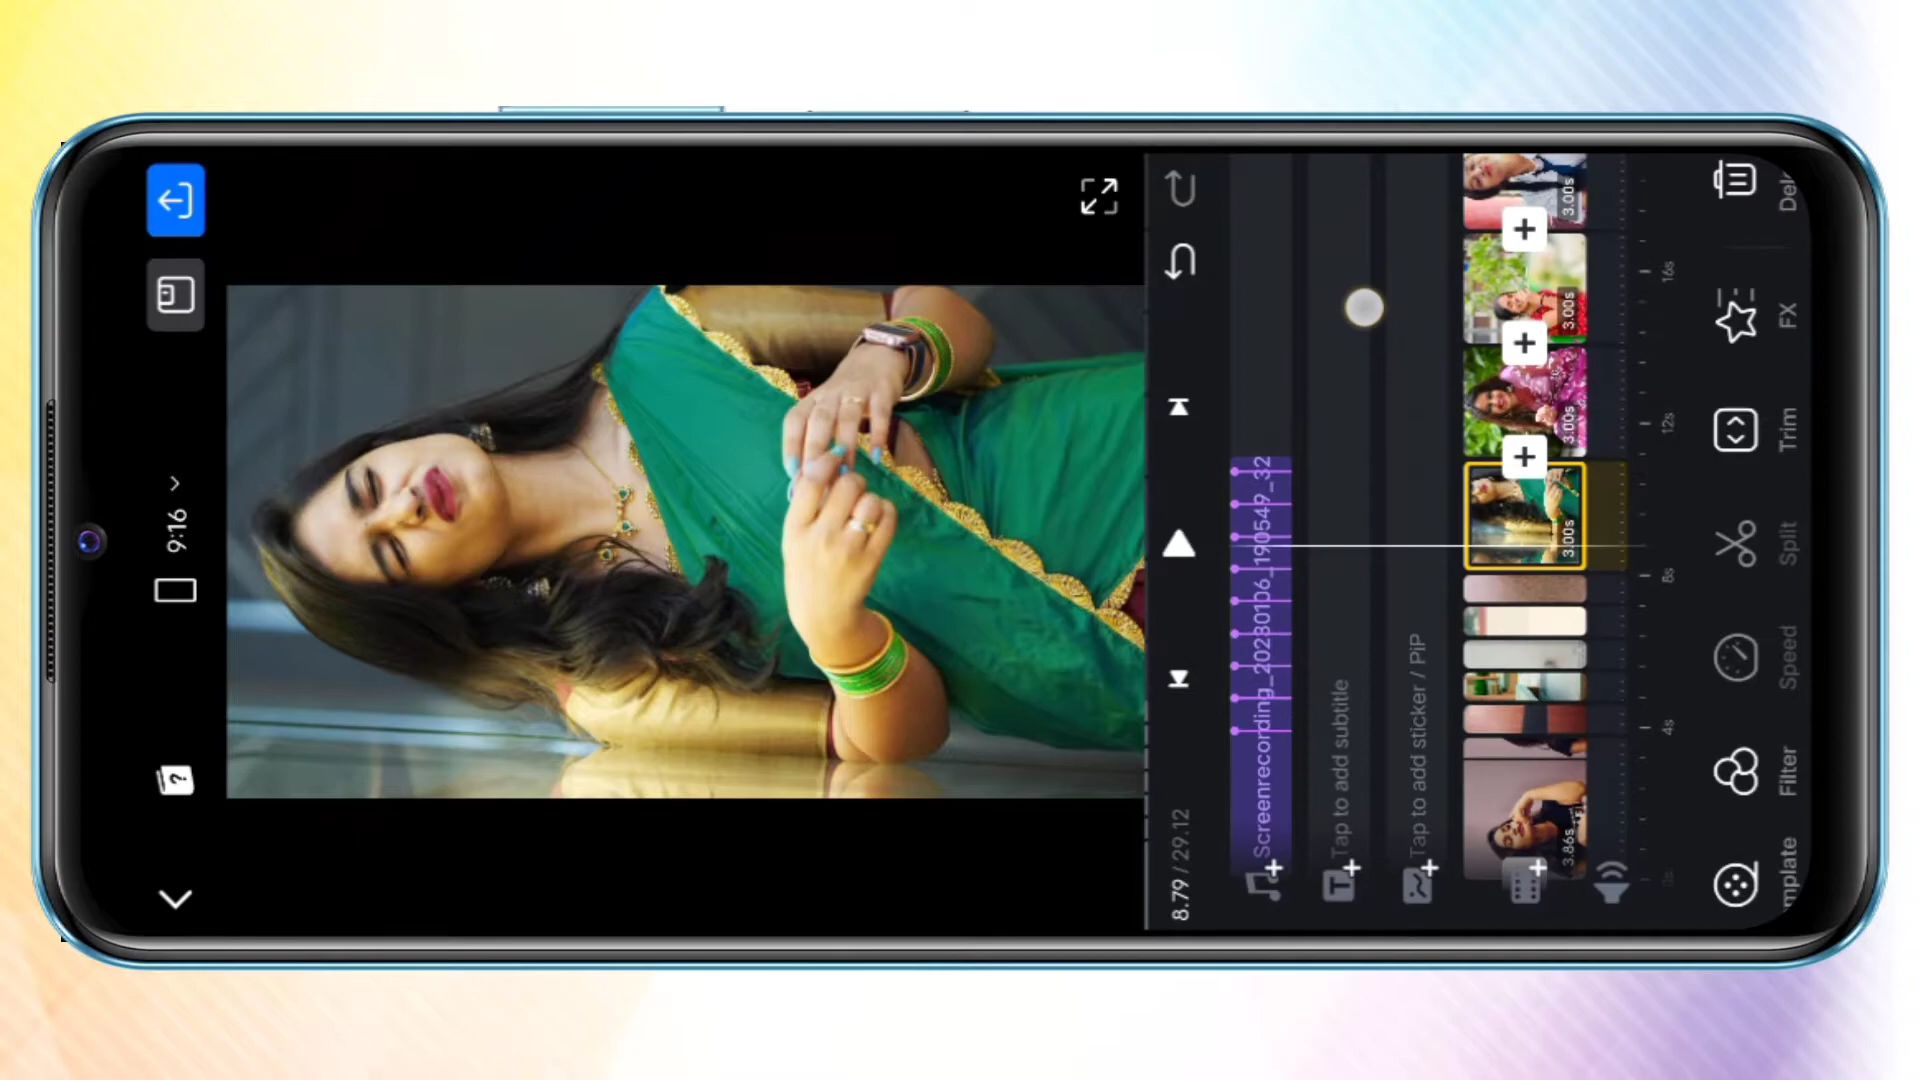 9:16
?
8.79 / 29.12
Screenrecording_20230106_190549_32
Tap to add subtitle
Tap to add sticker / PiP
3.86s
3.00s
3.00s
3.00s
3.00s
4s
8s
12s
16s
mplate
Filter
Speed
Split
Trim
FX
Del